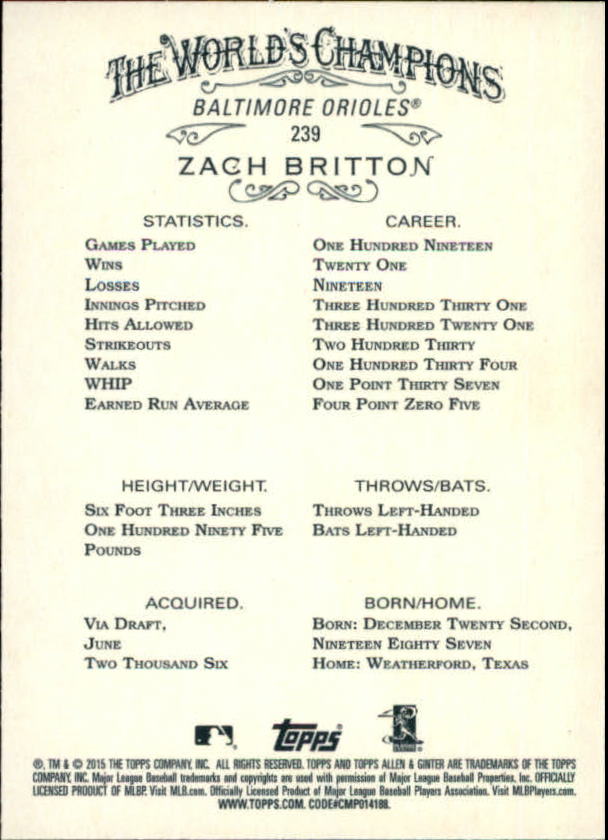 THE WORLD'S CHAMPIONS
BALTIMORE ORIOLES®
239
ZACH BRITTON
STATISTICS. CAREER.
GAMES PLAYED ONE HUNDRED NINETEEN
WINS TWENTY ONE
LOSSES NINETEEN
INNINGS PITCHED THREE HUNDRED THIRTY ONE
HITS ALLOWED THREE HUNDRED TWENTY ONE
STRIKEOUTS TWO HUNDRED THIRTY
WALKS ONE HUNDRED THIRTY FOUR
WHIP ONE POINT THIRTY SEVEN
EARNED RUN AVERAGE FOUR POINT ZERO FIVE
HEIGHT/WEIGHT. THROWS/BATS.
SIX FOOT THREE INCHES THROWS LEFT-HANDED
ONE HUNDRED NINETY FIVE BATS LEFT-HANDED
POUNDS
ACQUIRED. BORN/HOME.
VIA DRAFT, BORN: DECEMBER TWENTY SECOND,
JUNE NINETEEN EIGHTY SEVEN
TWO THOUSAND SIX HOME: WEATHERFORD, TEXAS
Topps
®, TM & © 2015 THE TOPPS COMPANY, INC. ALL RIGHTS RESERVED. TOPPS AND TOPPS ALLEN & GINTER ARE TRADEMARKS OF THE TOPPS
COMPANY, INC. Major League Baseball trademarks and copyrights are used with permission of Major League Baseball Properties, Inc. OFFICIALLY
LICENSED PRODUCT OF MLBP. Visit MLB.com. Officially Licensed Product of Major League Baseball Players Association. Visit MLBPlayers.com.
WWW.TOPPS.COM. CODE#CMP014188.